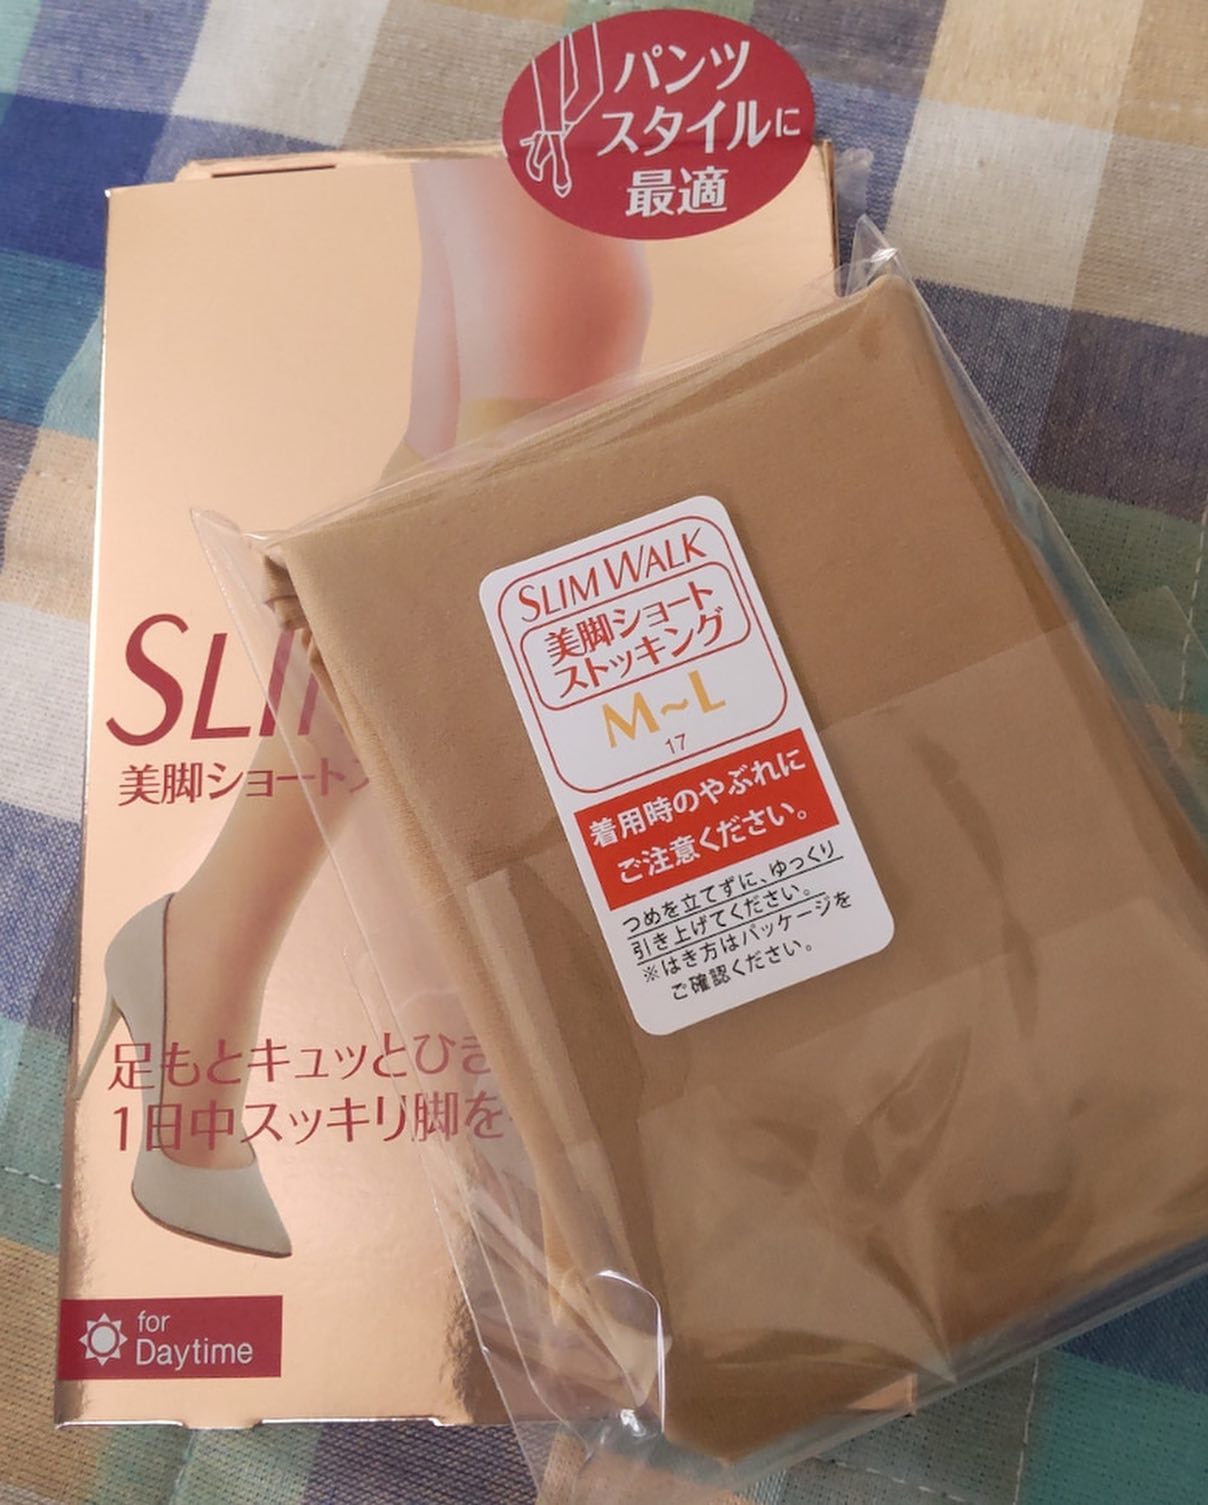 パンツ
スタイルに
最適
SLI
美脚ショート
足もとキュッとひき
1日中スッキリ脚を
for
Daytime
SLIM WALK
美脚ショート
ストッキング
M~L
17
着用時のやぶれに
ご注意ください。
つめを立てずに、ゆっくり
引き上げてください。
※はき方はパッケージを
ご確認ください。